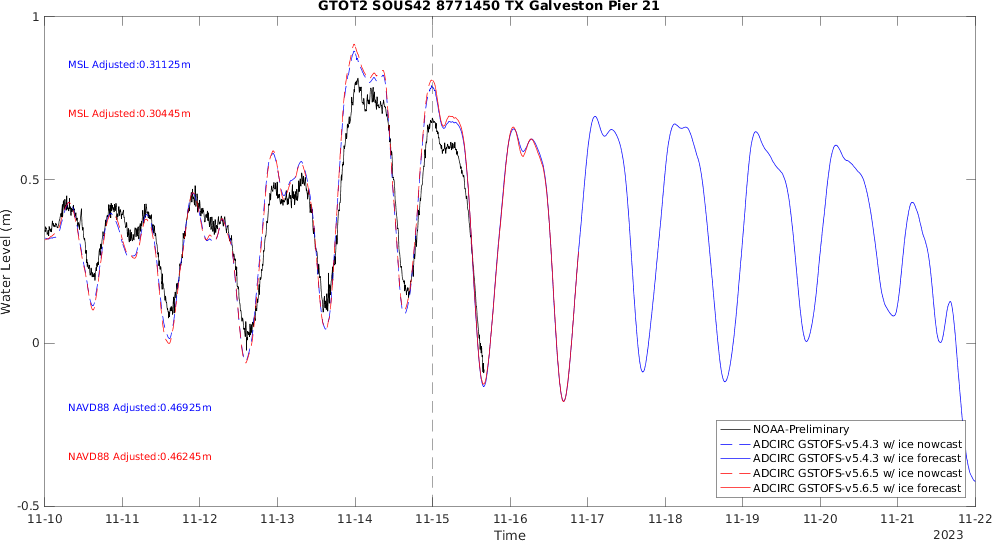 GTOT2 SOUS42 8771450 TX Galveston Pier 21
1
MSL Adjusted:0.31125m
MSL Adjusted:0.30445m
0.5
Water Level (m)
0
NAVD88 Adjusted:0.46925m
NAVD88 Adjusted:0.46245m
NOAA-Preliminary
ADCIRC GSTOFS-v5.4.3 w/ ice nowcast
ADCIRC GSTOFS-v5.4.3 w/ ice forecast
ADCIRC GSTOFS-v5.6.5 w/ ice nowcast
ADCIRC GSTOFS-v5.6.5 w/ ice forecast
-0.5
11-10 11-11 11-12 11-13 11-14 11-15 11-16 11-17 11-18 11-19 11-20 11-21 11-22
Time
2023